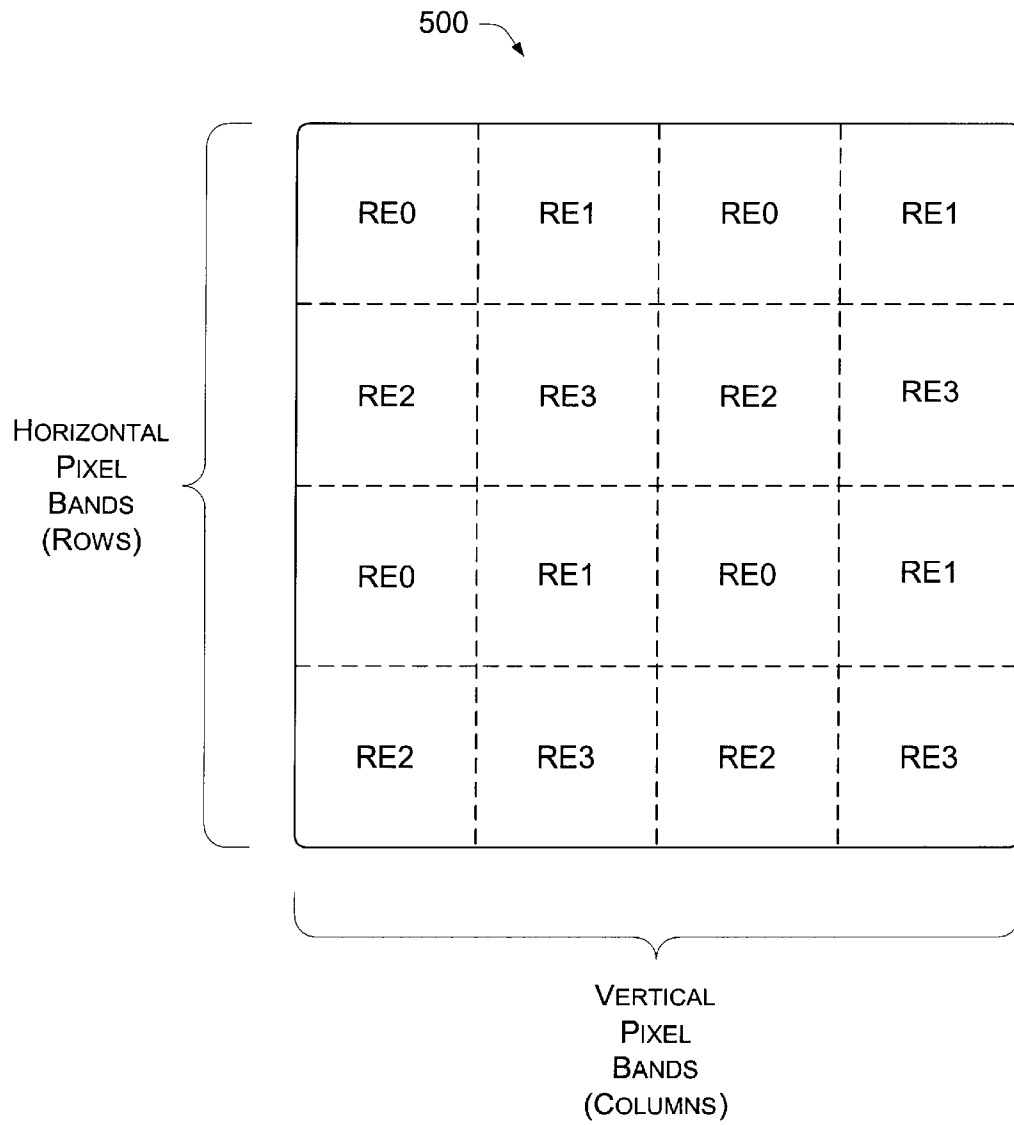 500
RE0 RE1 RE0 RE1
RE2 RE3 RE2 RE3
HORIZONTAL
PIXEL
BANDS
(ROWS)
RE0 RE1 RE0 RE1
RE2 RE3 RE2 RE3
VERTICAL
PIXEL
BANDS
(COLUMNS)